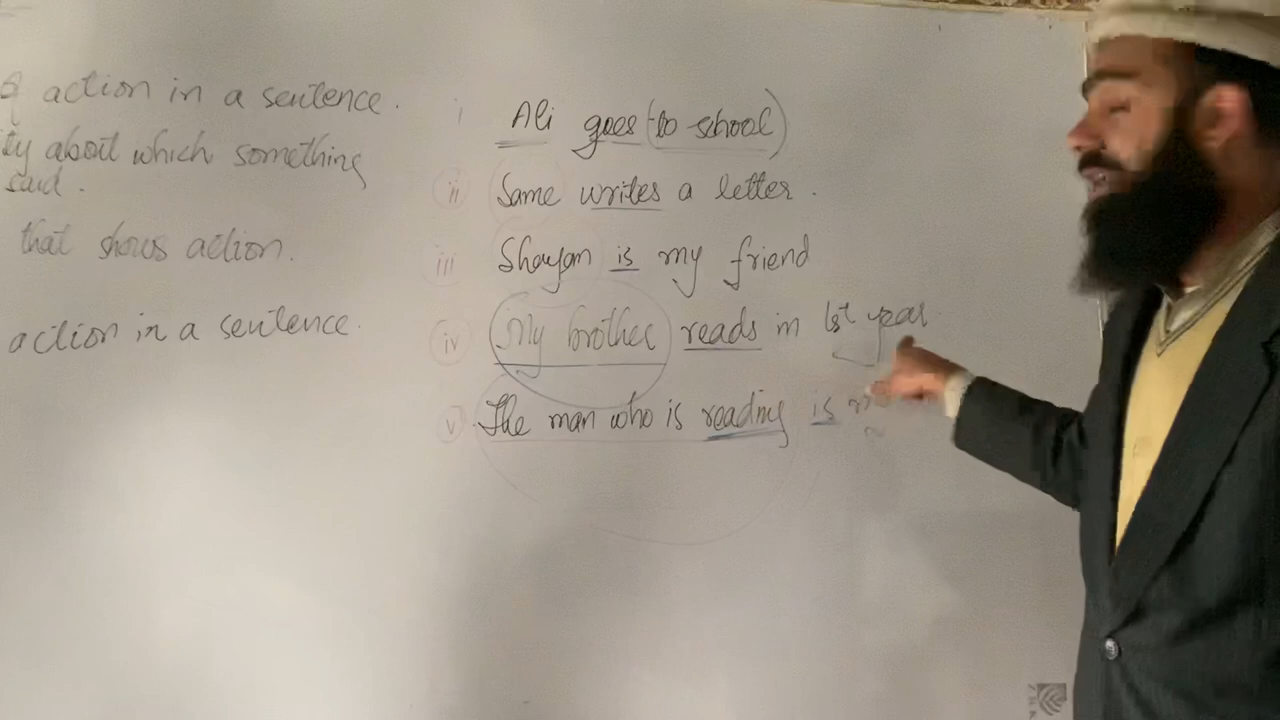 action in a sentence.
about which something
said.
that shows action.
action in a sentence.
i Ali goes (to school)
ii Same writes a letter.
iii Shayan is my friend
iv My brother reads in 1st year.
v The man who is reading is